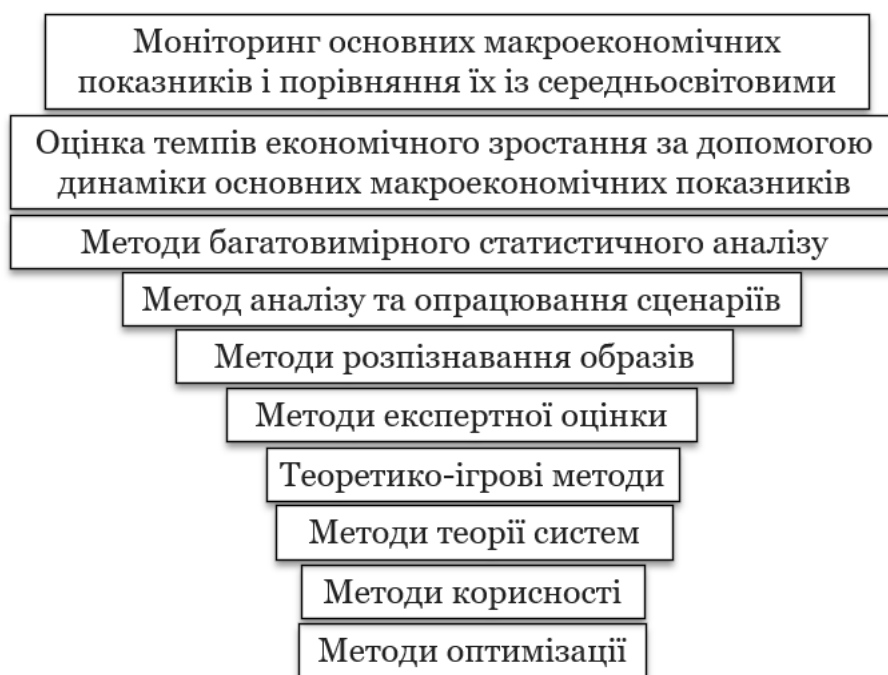 Моніторинг основних макроекономічних
показників і порівняння їх із середньосвітовими
Оцінка темпів економічного зростання за допомогою
динаміки основних макроекономічних показників
Методи багатовимірного статистичного аналізу
Метод аналізу та опрацювання сценаріїв
Методи розпізнавання образів
Методи експертної оцінки
Теоретико-ігрові методи
Методи теорії систем
Методи корисності
Методи оптимізації